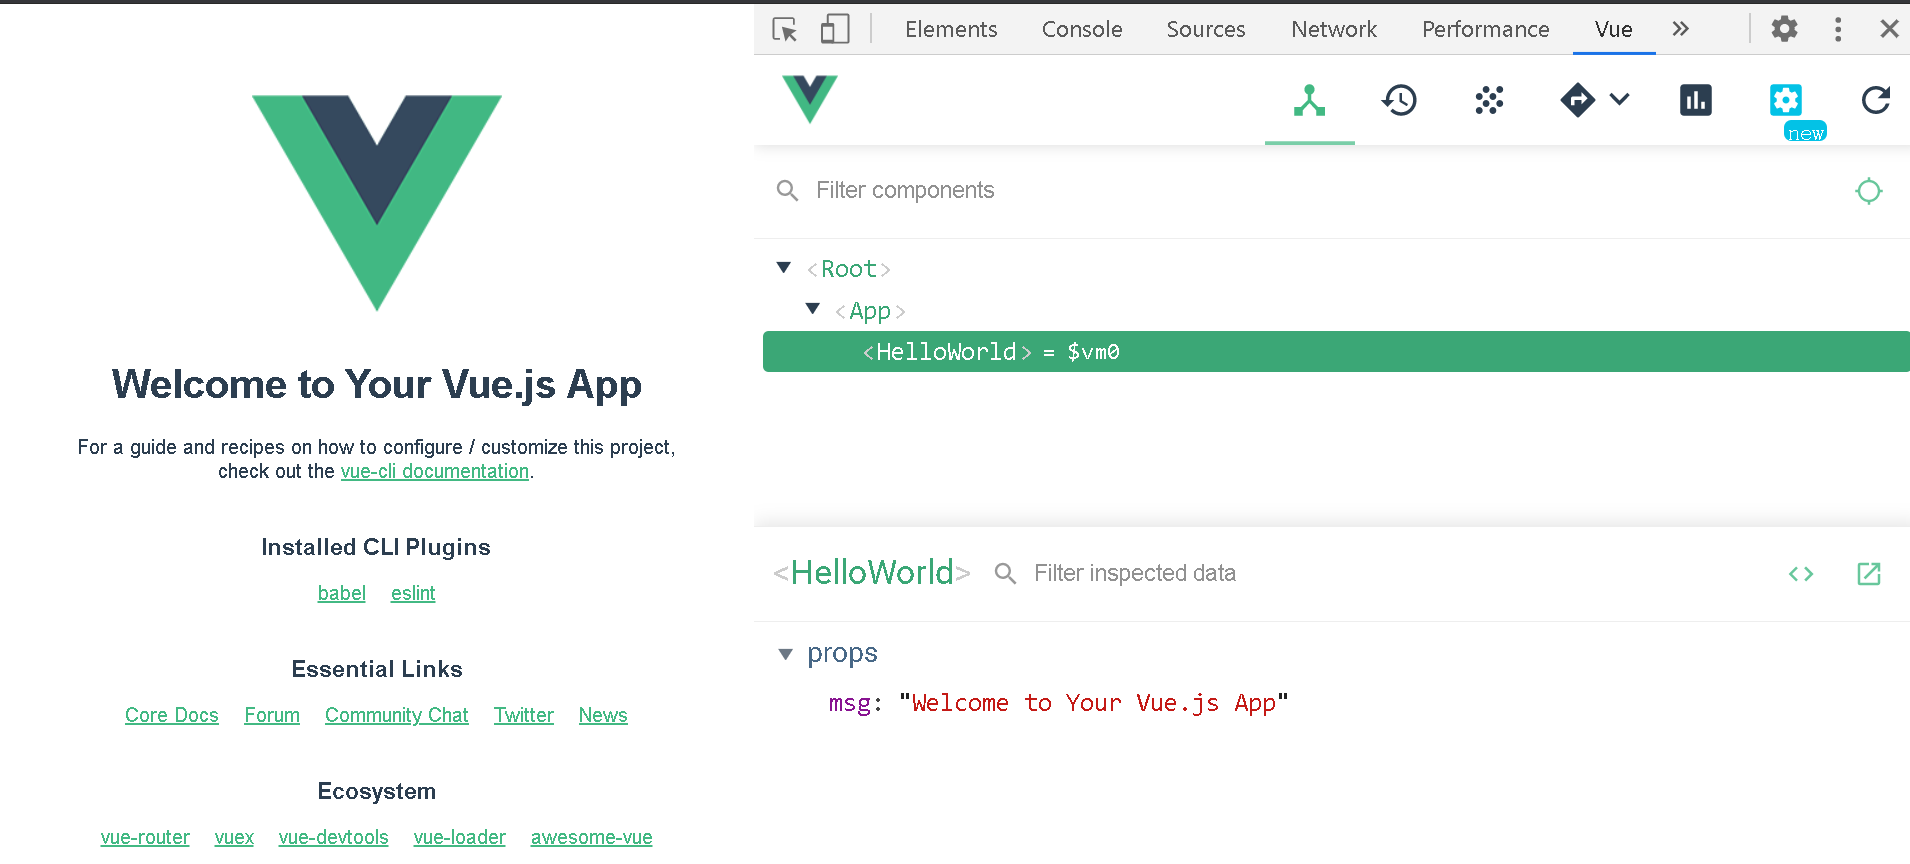 Welcome to Your Vue.js App
For a guide and recipes on how to configure / customize this project,
check out the vue-cli documentation.
Installed CLI Plugins
babel eslint
Essential Links
Core Docs Forum Community Chat Twitter News
Ecosystem
vue-router vuex vue-devtools vue-loader awesome-vue
Elements Console Sources Network Performance Vue
new
Filter components
<Root>
<App>
<HelloWorld> = $vm0
<HelloWorld> Filter inspected data
props
msg: "Welcome to Your Vue.js App"